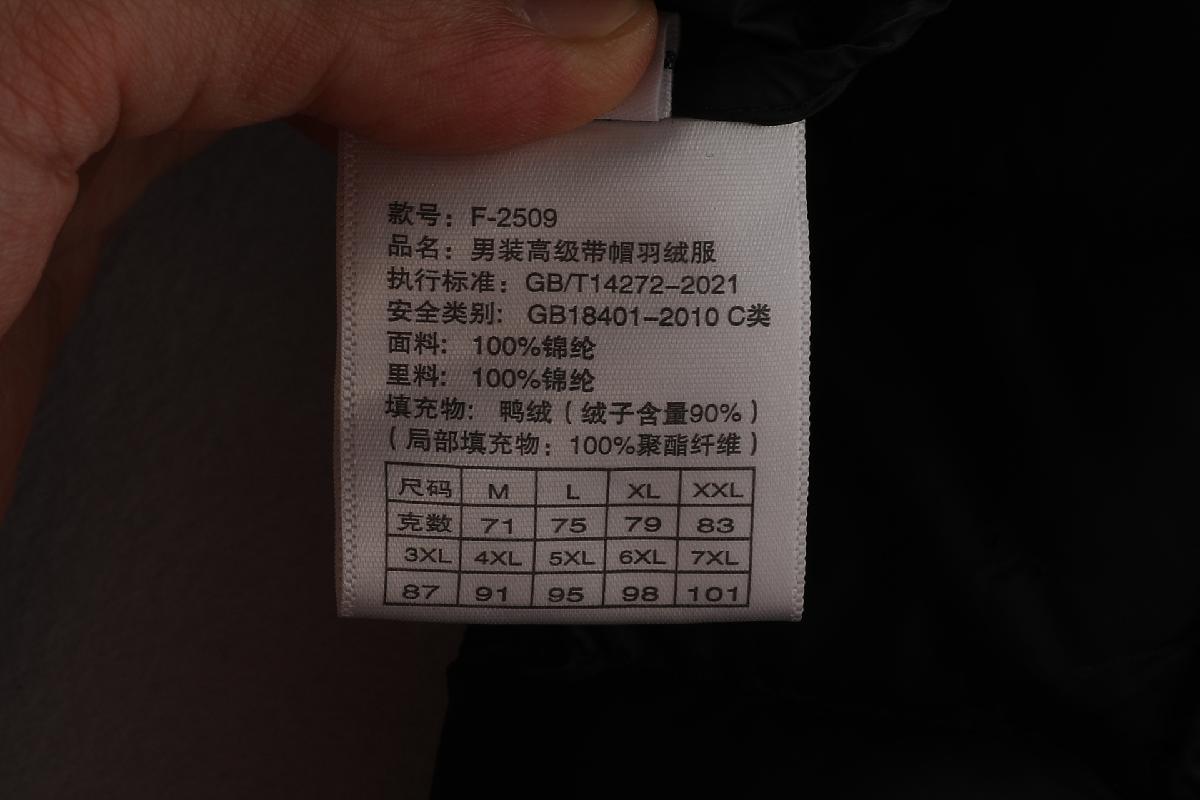 款号：F-2509
品名：男装高级带帽羽绒服
执行标准：GB/T14272-2021
安全类别：GB18401-2010 C类
面料：100%锦纶
里料：100%锦纶
填充物：鸭绒（绒子含量90%）
（局部填充物：100%聚酯纤维）
尺码 M L XL XXL
克数 71 75 79 83
3XL 4XL 5XL 6XL 7XL
87 91 95 98 101